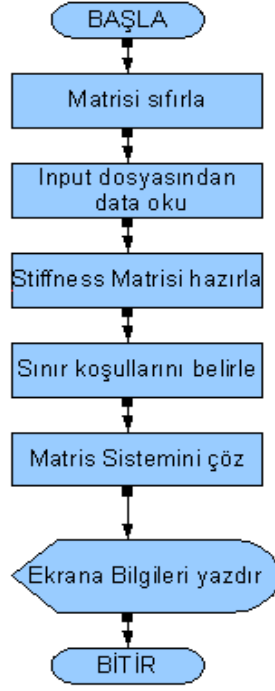 BAŞLA
Matrisi sıfırla
Input dosyasından
data oku
Stiffness Matrisi hazırla
Sınır koşullarını belirle
Matris Sistemini çöz
Ekrana Bilgileri yazdır
BİTİR